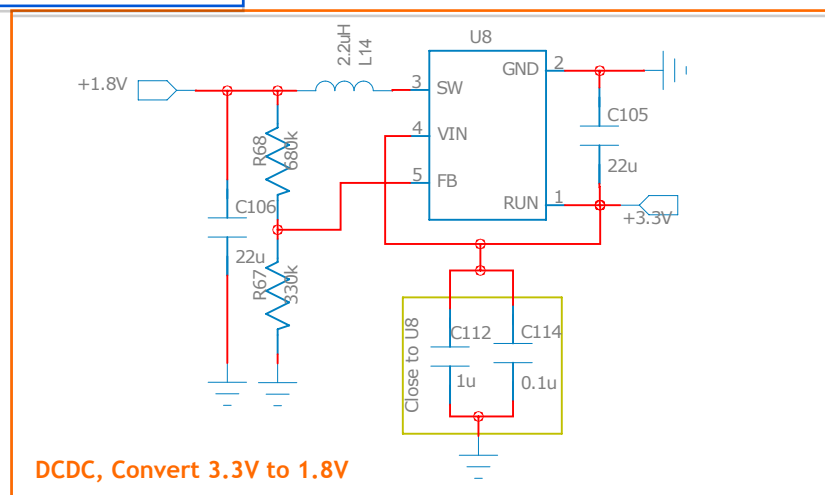 U8
2.2uH
L14
GND
2
+1.8V
3
SW
C105
4
VIN
R68
680k
22u
5
FB
RUN
1
C106
+3.3V
22u
R67
330k
Close to U8
C112
C114
1u
0.1u
DCDC, Convert 3.3V to 1.8V